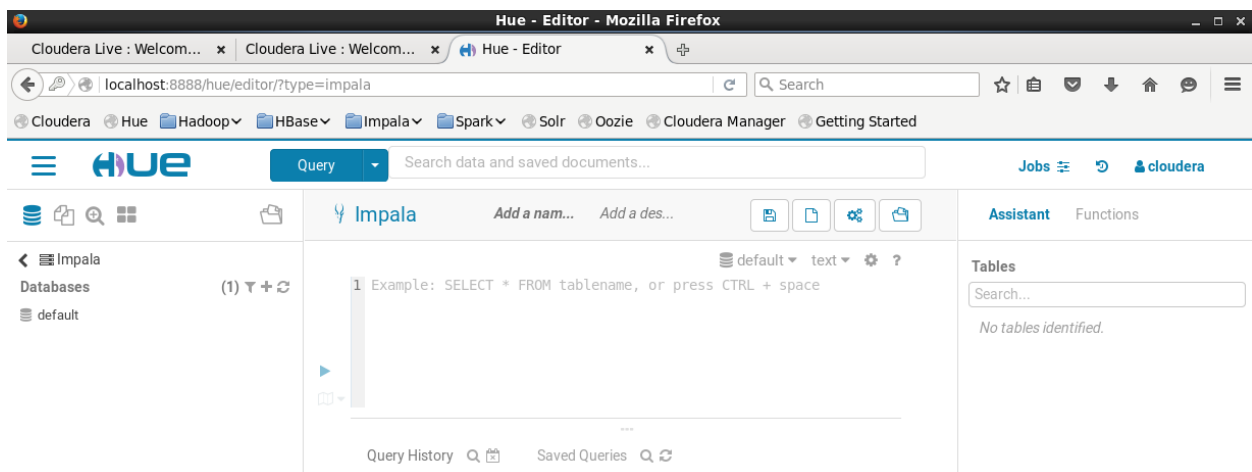 Hue - Editor - Mozilla Firefox
Cloudera Live : Welcom... Cloudera Live : Welcom... Hue - Editor
localhost:8888/hue/editor/?type=impala Search
Cloudera Hue Hadoop HBase Impala Spark Solr Oozie Cloudera Manager Getting Started
HUE Query Search data and saved documents... Jobs cloudera
Impala Add a nam... Add a des... Assistant Functions
Impala default text ?
Tables
Databases (1) 1 Example: SELECT * FROM tablename, or press CTRL + space
Search...
default
No tables identified.
Query History Saved Queries